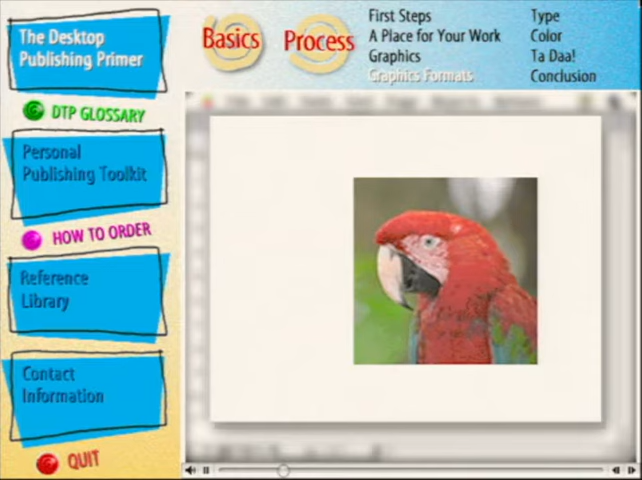 The Desktop
Publishing Primer
DTP GLOSSARY
Personal
Publishing Toolkit
HOW TO ORDER
Reference
Library
Contact
Information
QUIT
Basics
Process
First Steps
A Place for Your Work
Graphics
Graphics Formats
Type
Color
Ta Daa!
Conclusion